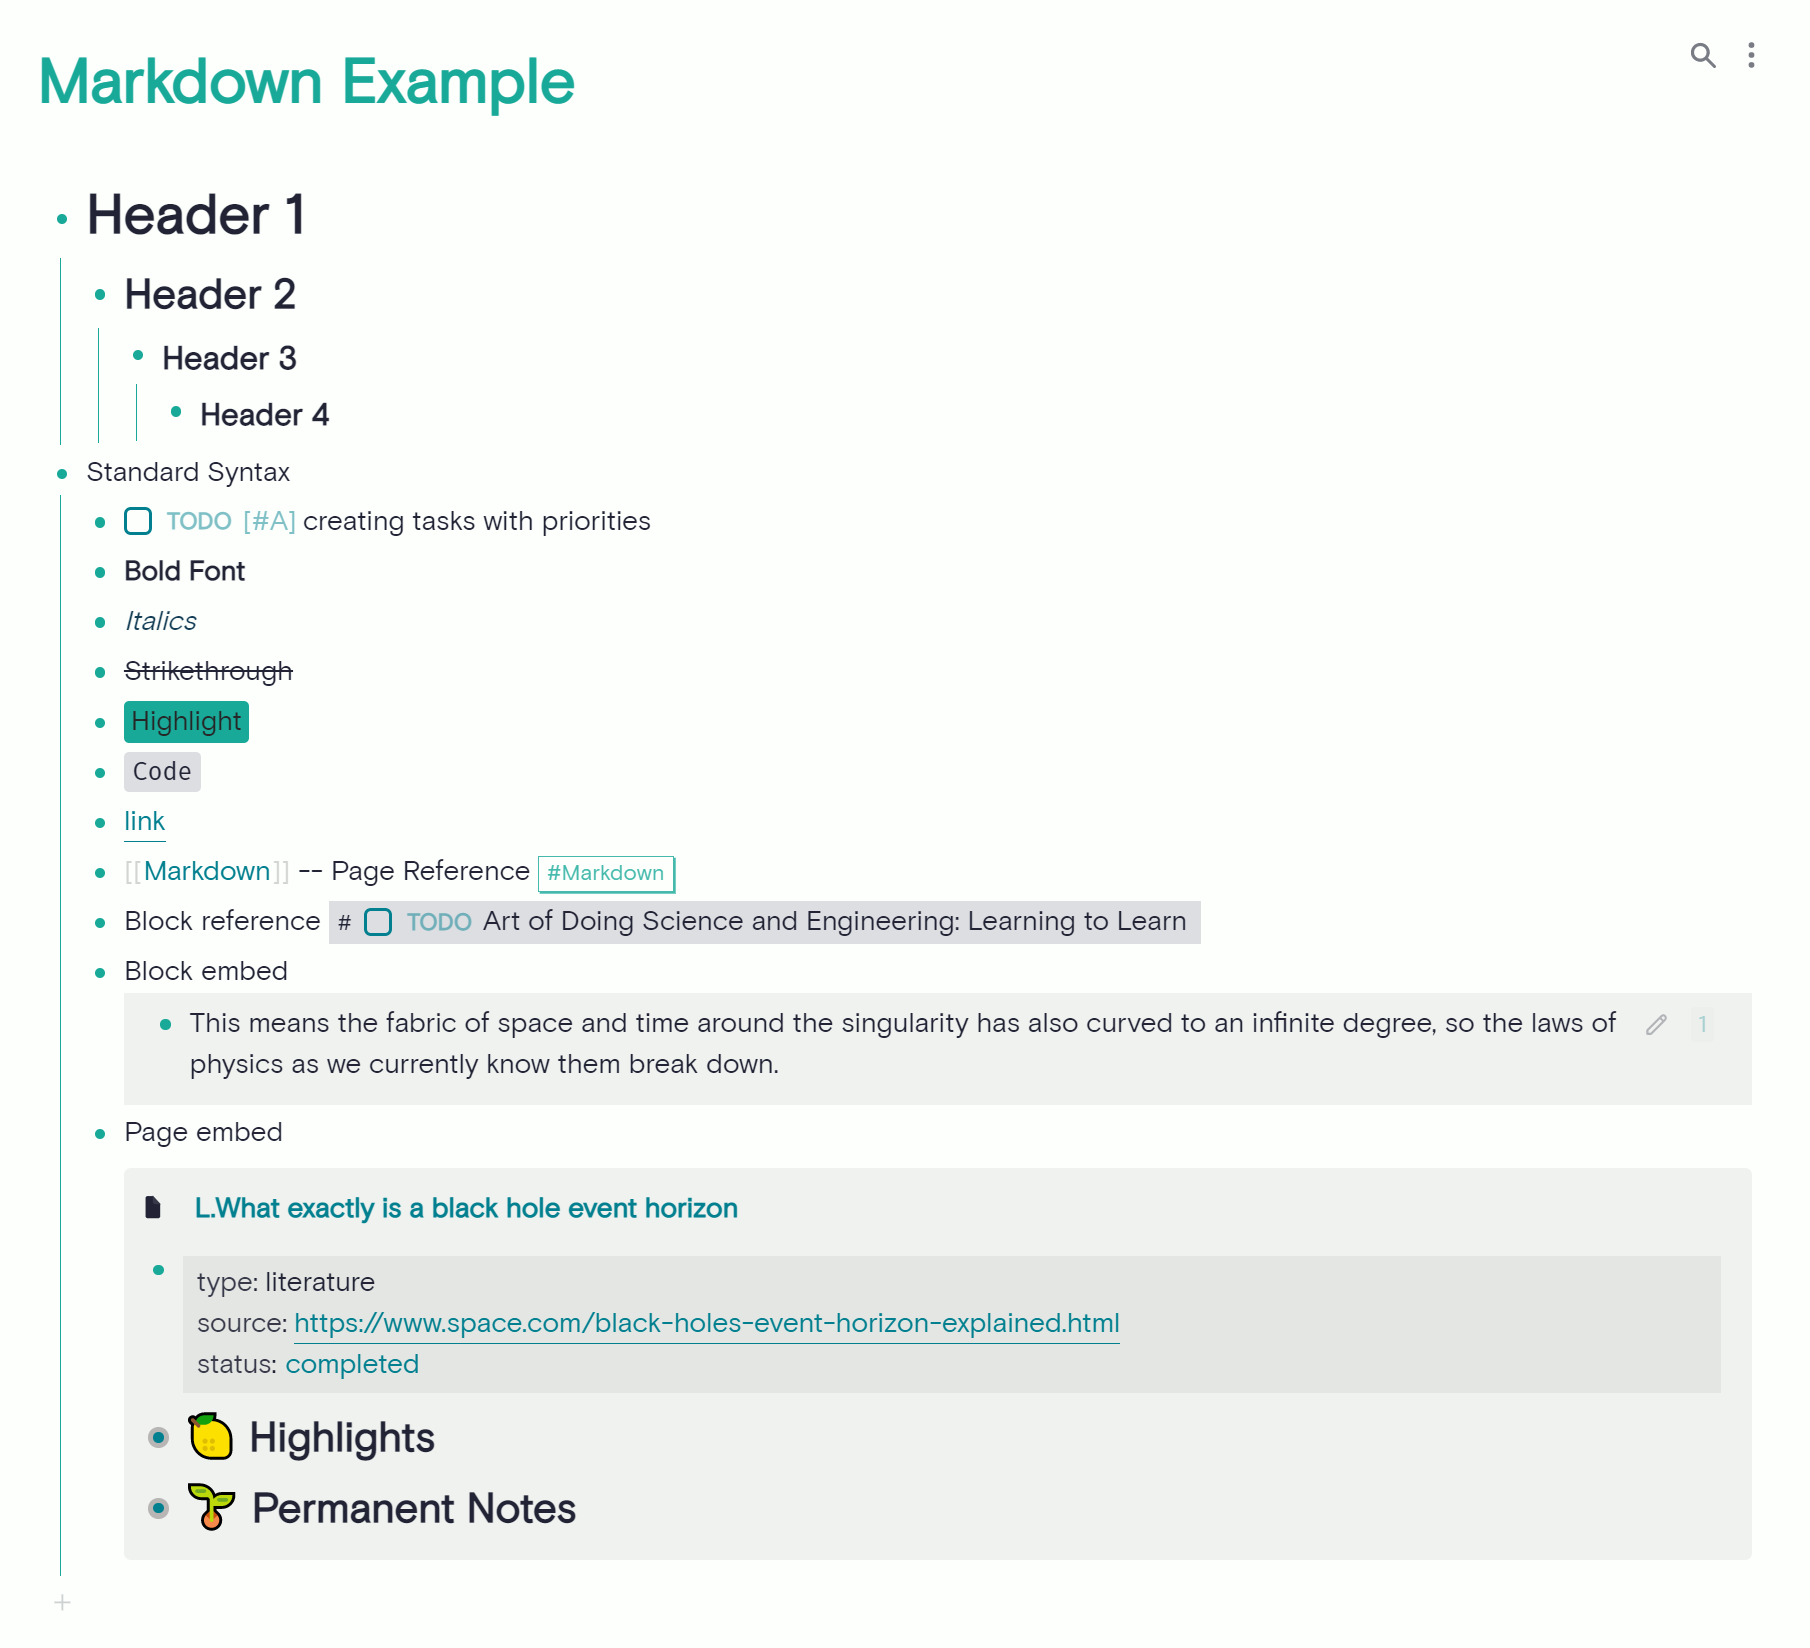 Markdown Example
Header 1
Header 2
Header 3
Header 4
Standard Syntax
TODO [#A] creating tasks with priorities
Bold Font
Italics
Strikethrough
Highlight
Code
link
[[Markdown]] -- Page Reference #Markdown
Block reference # TODO Art of Doing Science and Engineering: Learning to Learn
Block embed
This means the fabric of space and time around the singularity has also curved to an infinite degree, so the laws of 1
physics as we currently know them break down.
Page embed
L.What exactly is a black hole event horizon
type: literature
source: https://www.space.com/black-holes-event-horizon-explained.html
status: completed
Highlights
Permanent Notes